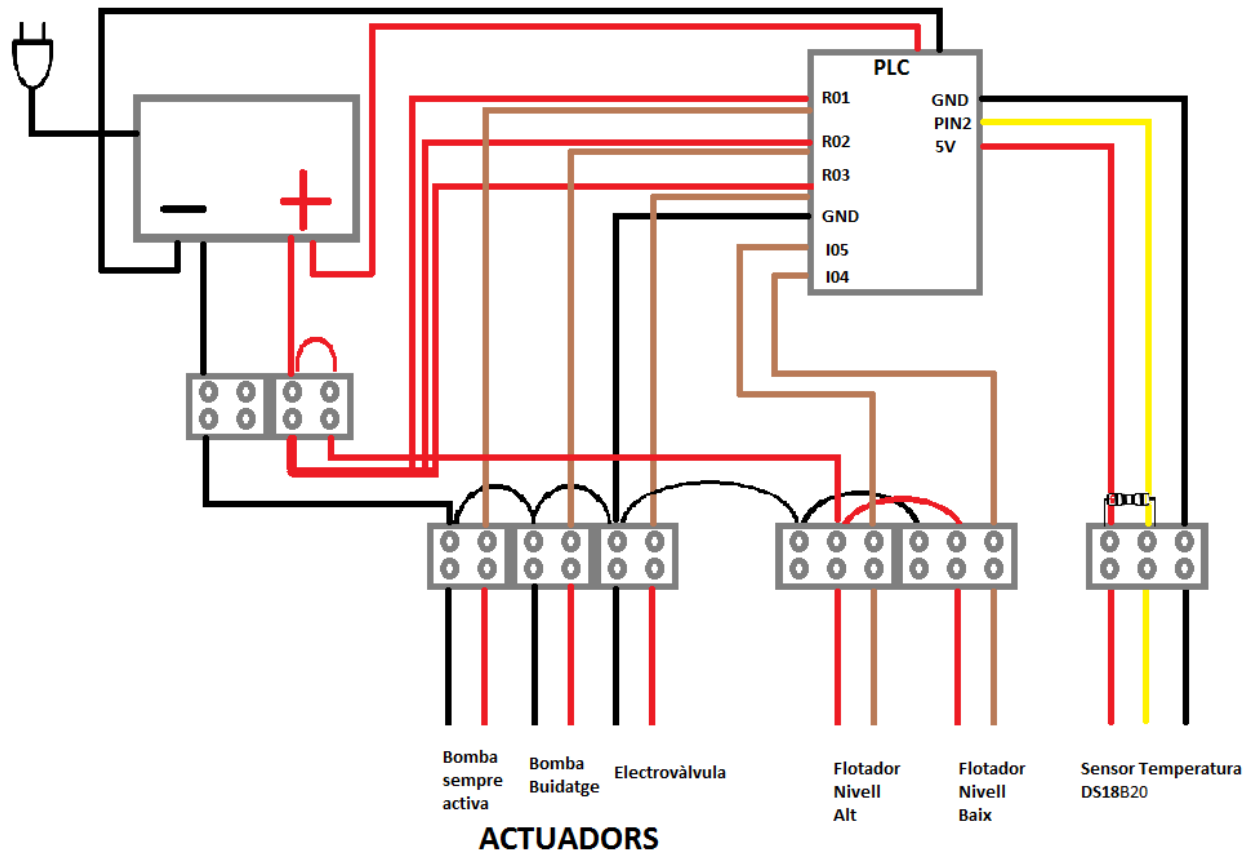 PLC
R01
R02
R03
GND
I05
I04
GND
PIN2
5V
Bomba
sempre
activa
Bomba
Buidatge
Electrovàlvula
Flotador
Nivell
Alt
Flotador
Nivell
Baix
Sensor Temperatura
DS18B20
ACTUADORS